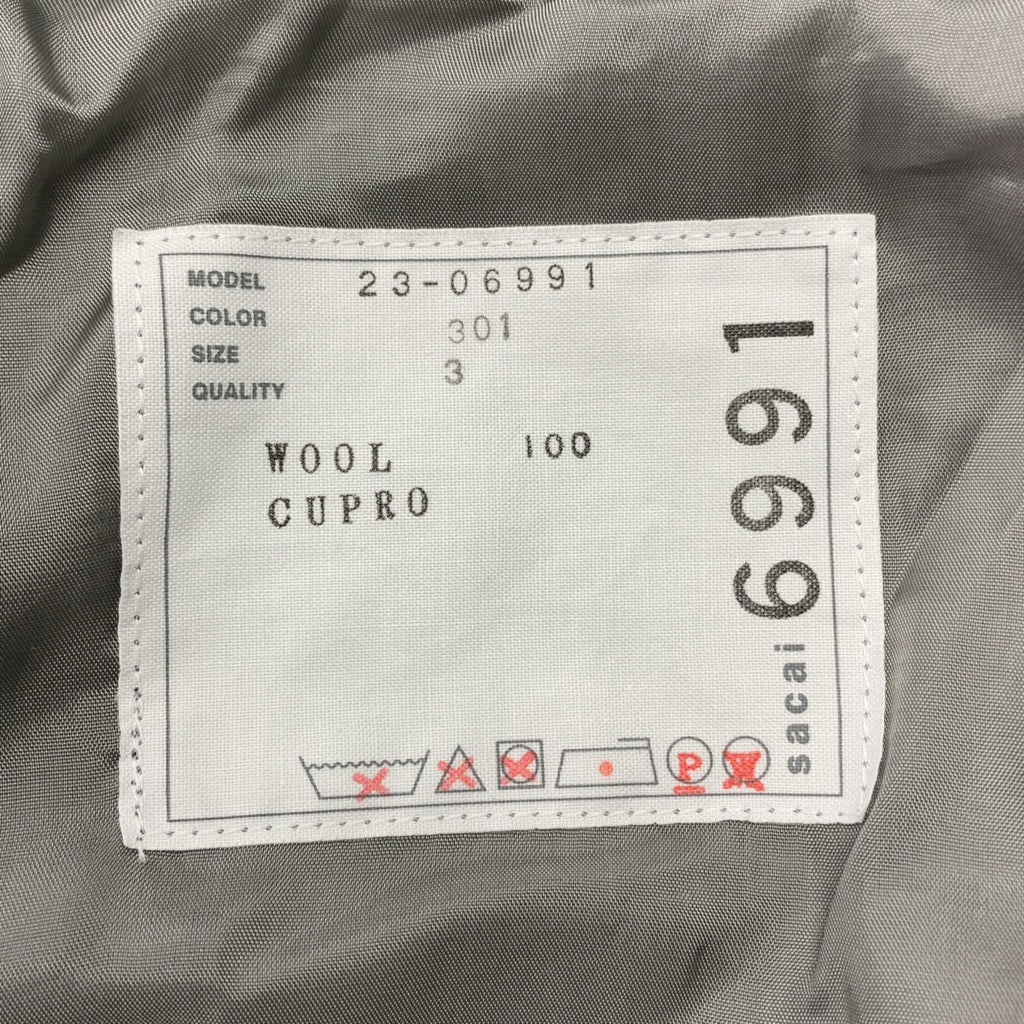 MODEL 23-06991
COLOR 301
SIZE 3
QUALITY
WOOL 100
CUPRO
sacai 6991
P
W